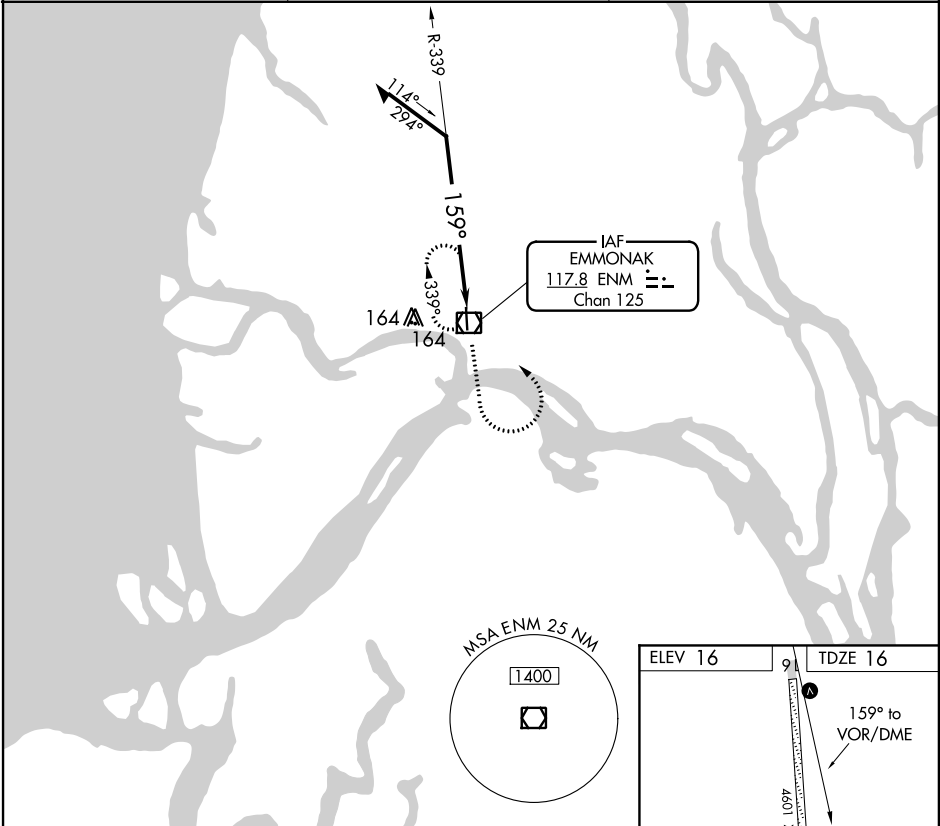 R-339
114°
294°
159°
IAF
EMMONAK
117.8 ENM
Chan 125
339°
164
164
MSA ENM 25 NM
1400
ELEV 16
TDZE 16
159° to
VOR/DME
4601